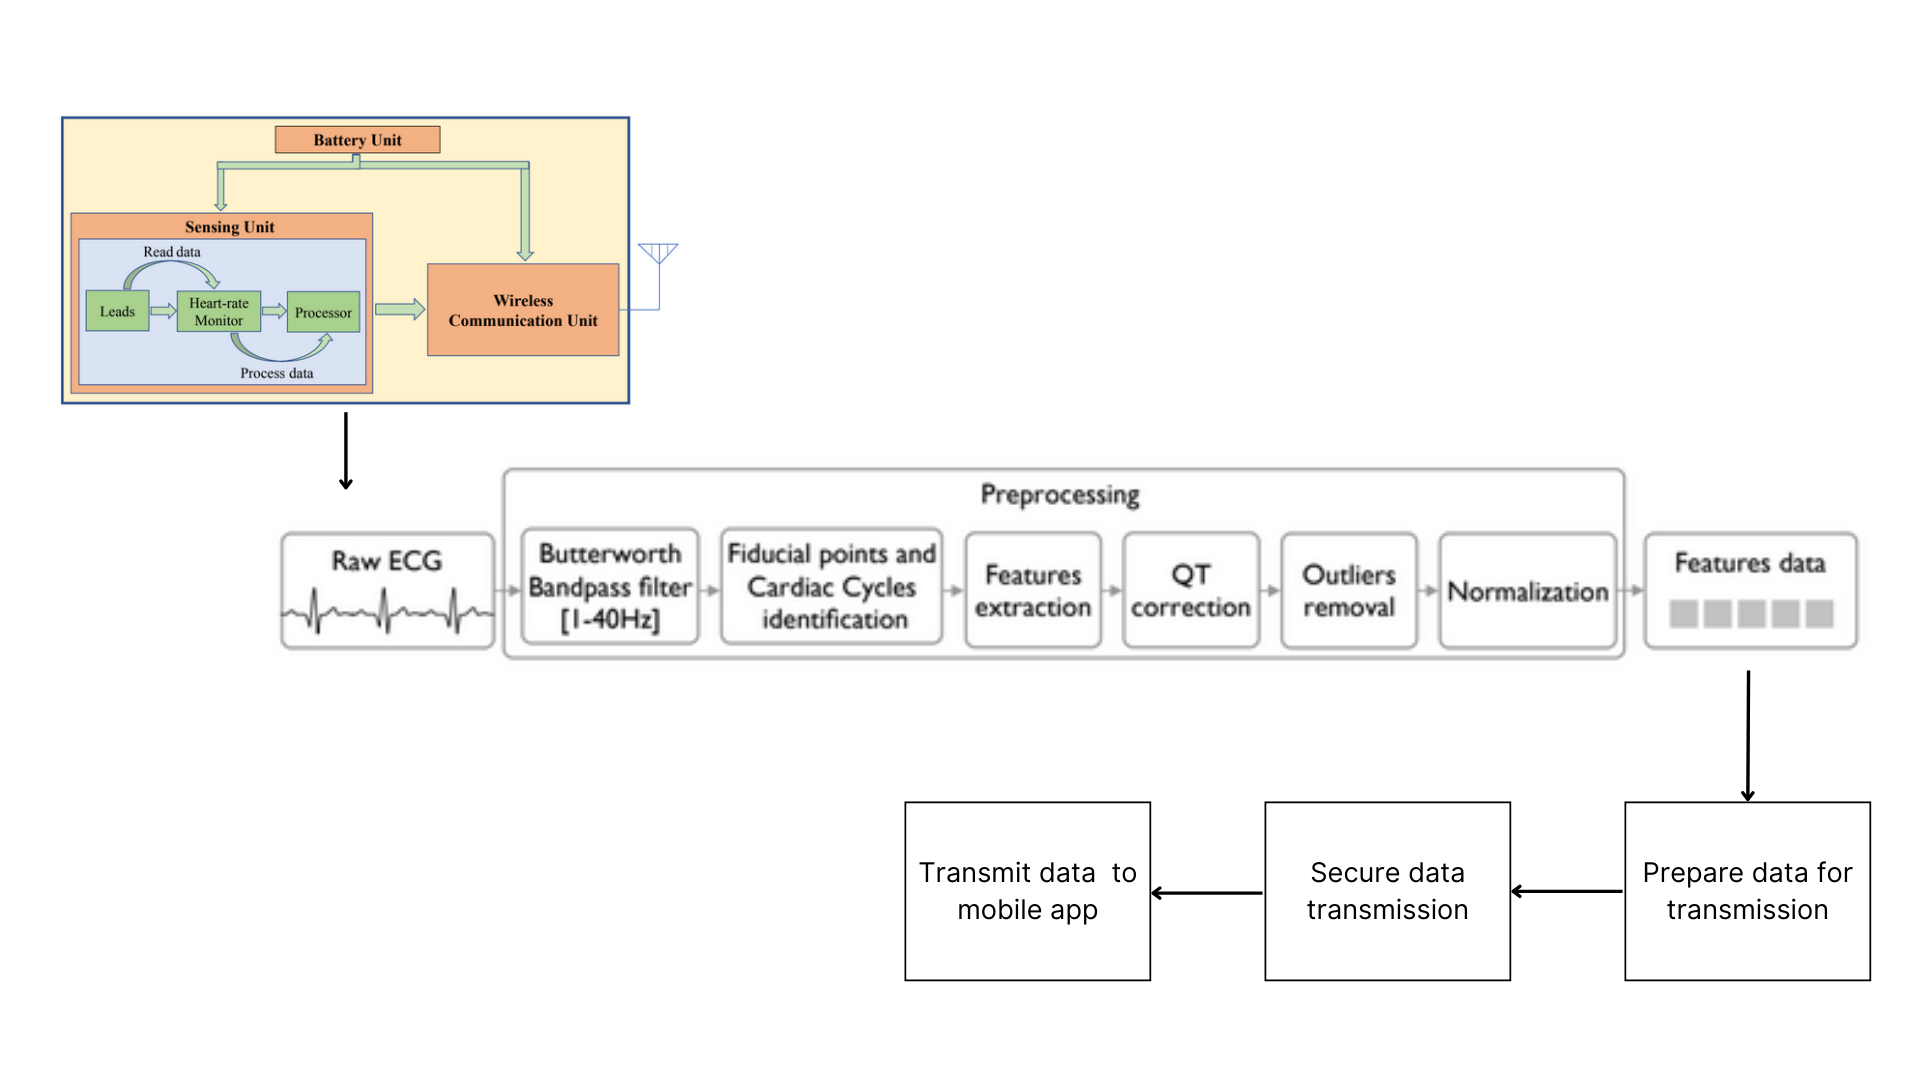 Battery Unit
Sensing Unit
Read data
Leads
Heart-rate
Monitor
Processor
Process data
Wireless
Communication Unit
Preprocessing
Raw ECG
Butterworth
Bandpass filter
[1-40Hz]
Fiducial points and
Cardiac Cycles
identification
Features
extraction
QT
correction
Outliers
removal
Normalization
Features data
Transmit data  to
mobile app
Secure data
transmission
Prepare data for
transmission